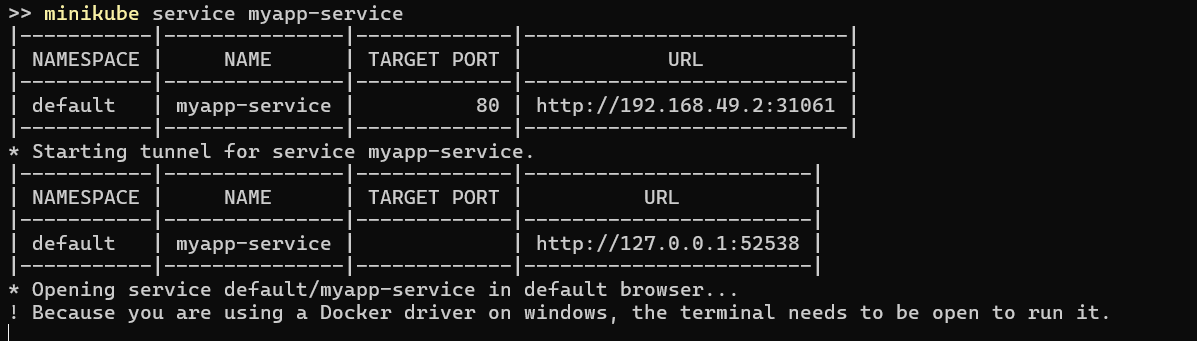 >> minikube service myapp-service
|-----------|---------------|-------------|---------------------------|
| NAMESPACE |     NAME      | TARGET PORT |            URL            |
|-----------|---------------|-------------|---------------------------|
| default   | myapp-service |          80 | http://192.168.49.2:31061 |
|-----------|---------------|-------------|---------------------------|
* Starting tunnel for service myapp-service.
|-----------|---------------|-------------|------------------------|
| NAMESPACE |     NAME      | TARGET PORT |          URL           |
|-----------|---------------|-------------|------------------------|
| default   | myapp-service |             | http://127.0.0.1:52538 |
|-----------|---------------|-------------|------------------------|
* Opening service default/myapp-service in default browser...
! Because you are using a Docker driver on windows, the terminal needs to be open to run it.